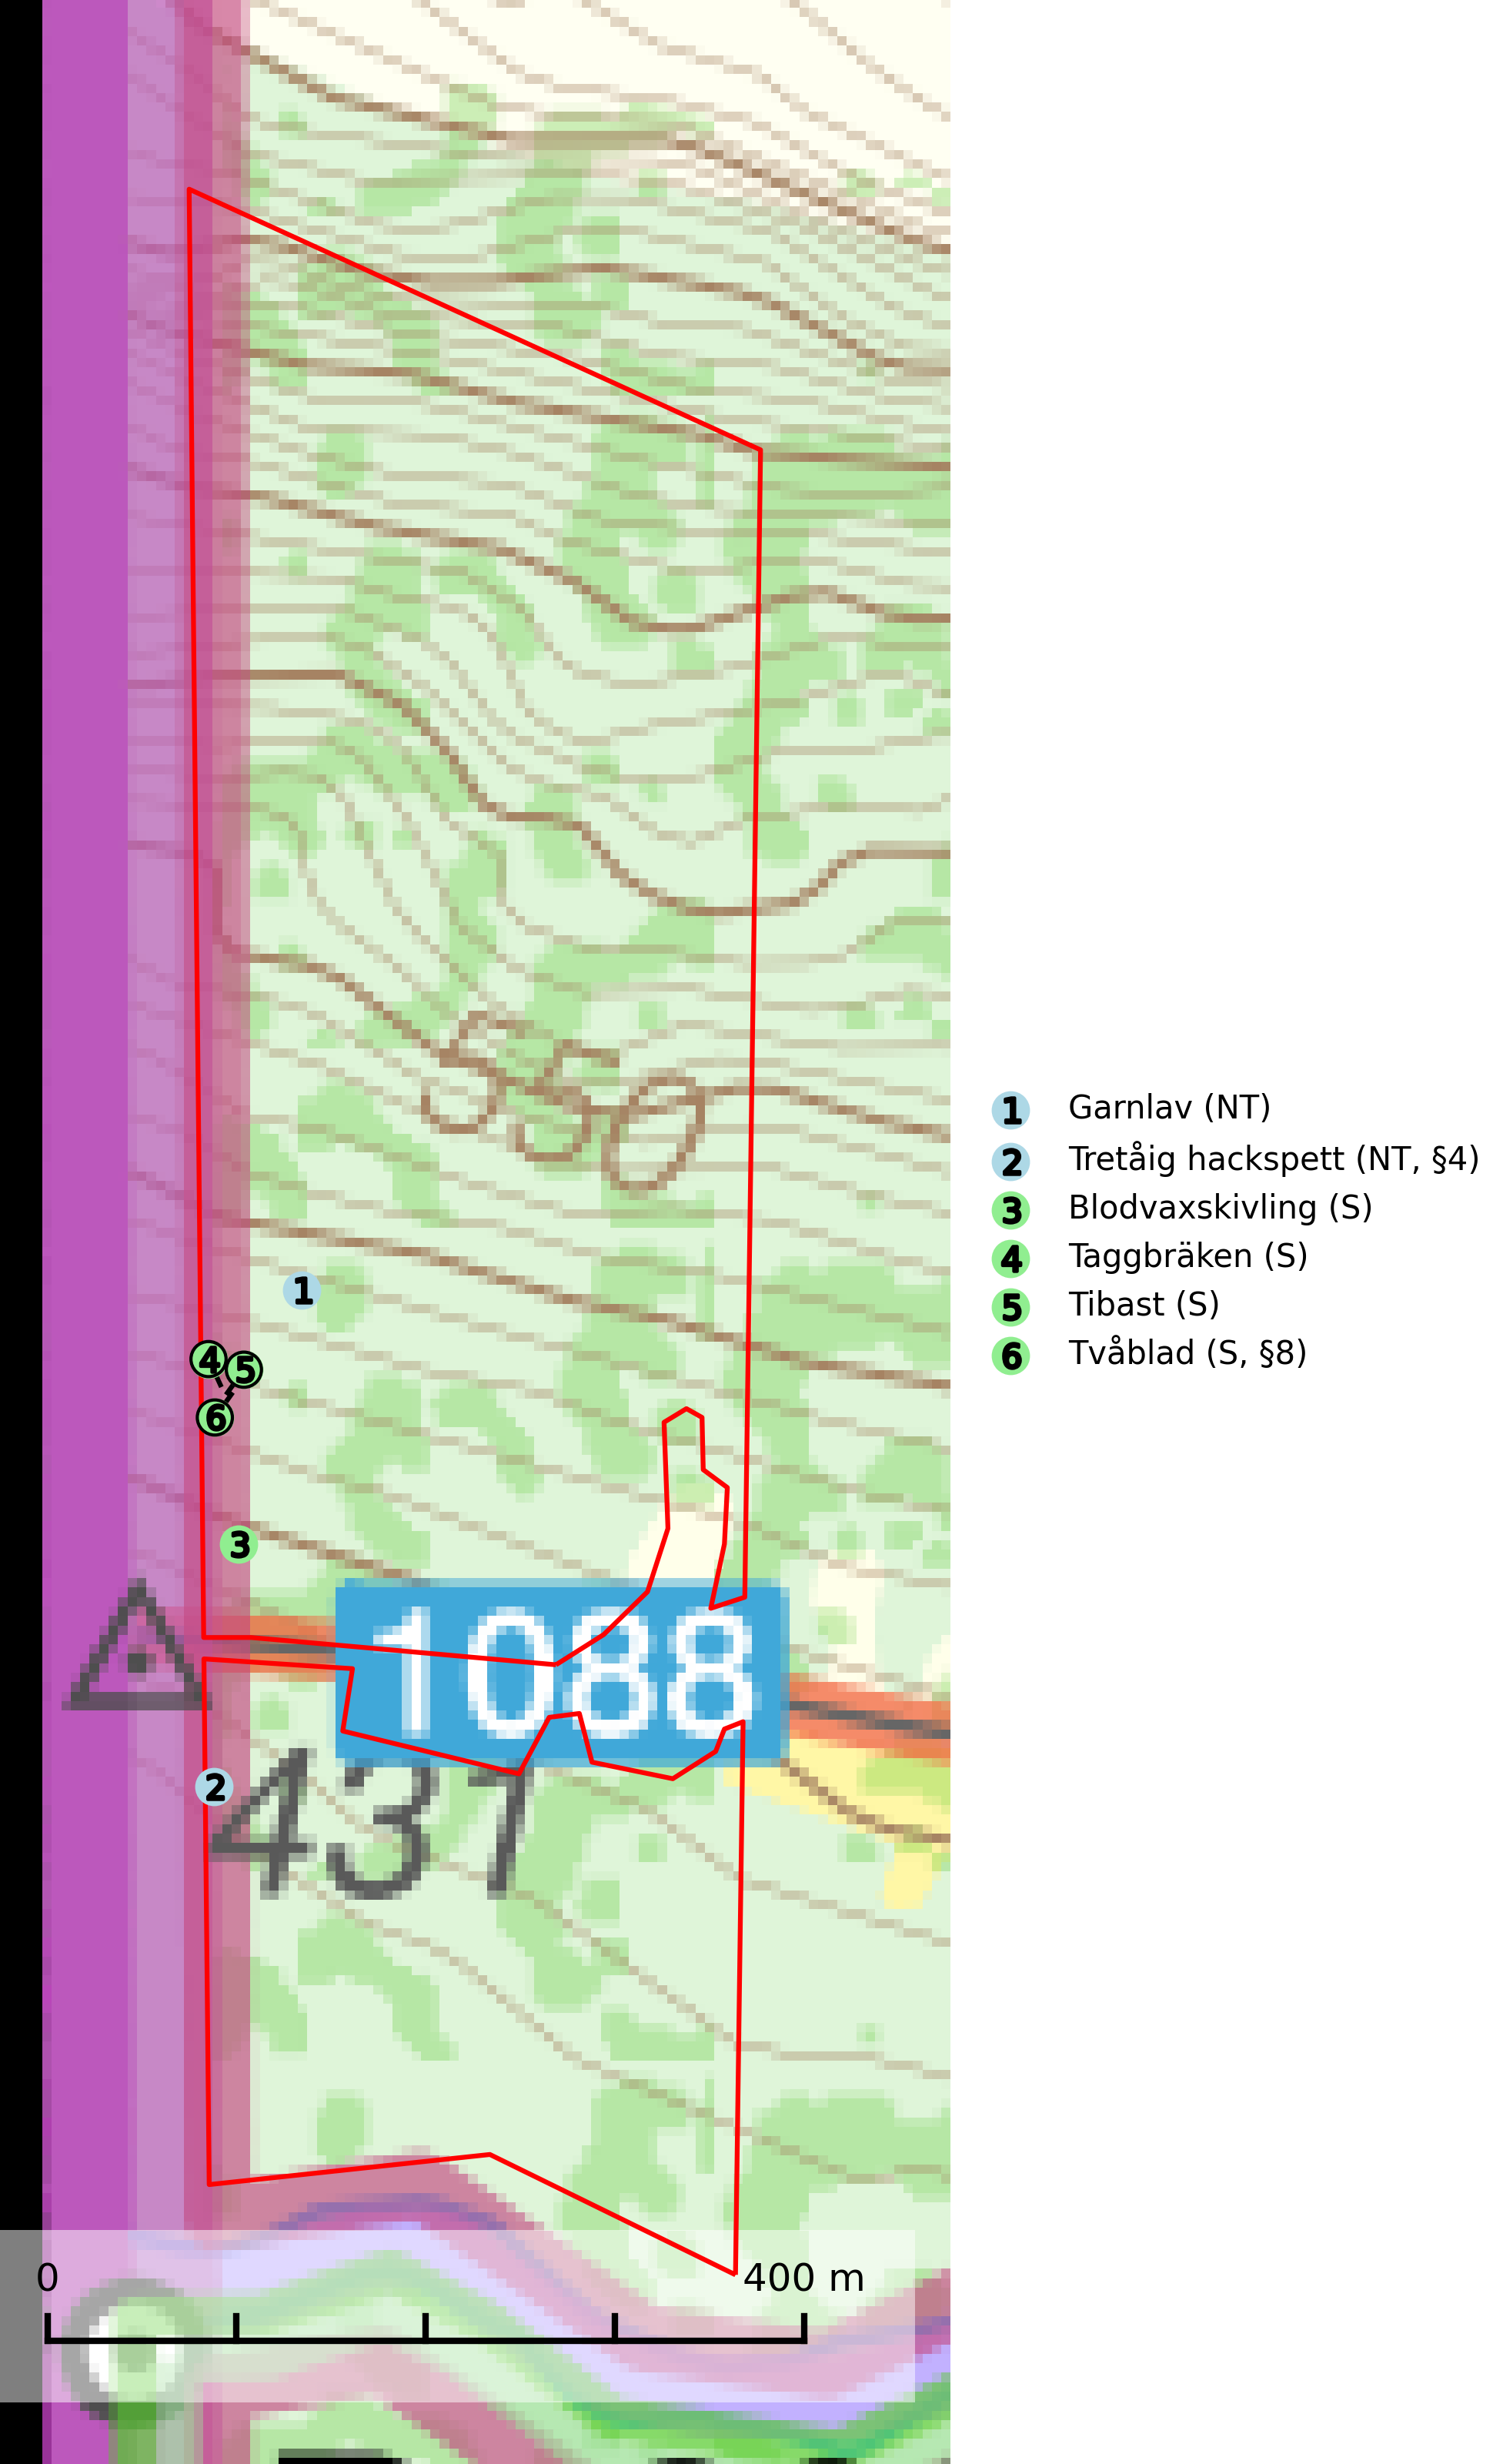 550
1
4
5
6
3
1088
2
431
0
400 m
1 Garnlav (NT)
2 Tretåig hackspett (NT, §4)
3 Blodvaxskivling (S)
4 Taggbräken (S)
5 Tibast (S)
6 Tvåblad (S, §8)